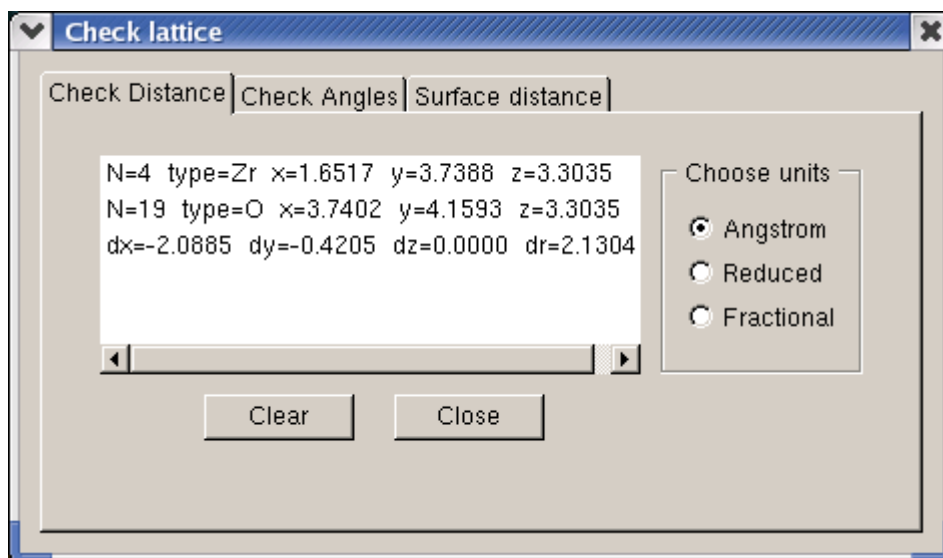 Check lattice
Check Distance Check Angles Surface distance
N=4 type=Zr x=1.6517 y=3.7388 z=3.3035
N=19 type=O x=3.7402 y=4.1593 z=3.3035
dx=-2.0885 dy=-0.4205 dz=0.0000 dr=2.1304
Choose units
Angstrom
Reduced
Fractional
Clear Close